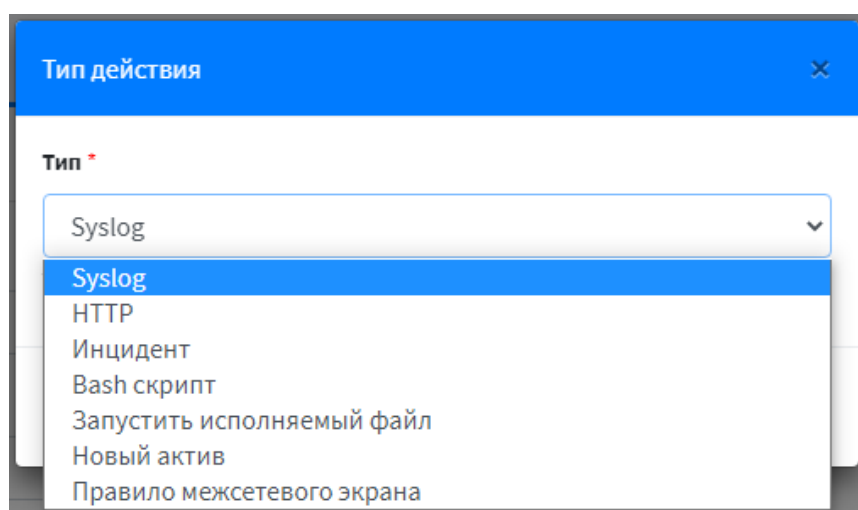 Тип действия ×
Тип *
Syslog
Syslog
HTTP
Инцидент
Bash скрипт
Запустить исполняемый файл
Новый актив
Правило межсетевого экрана